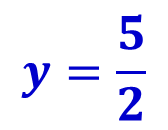 y = 5/2